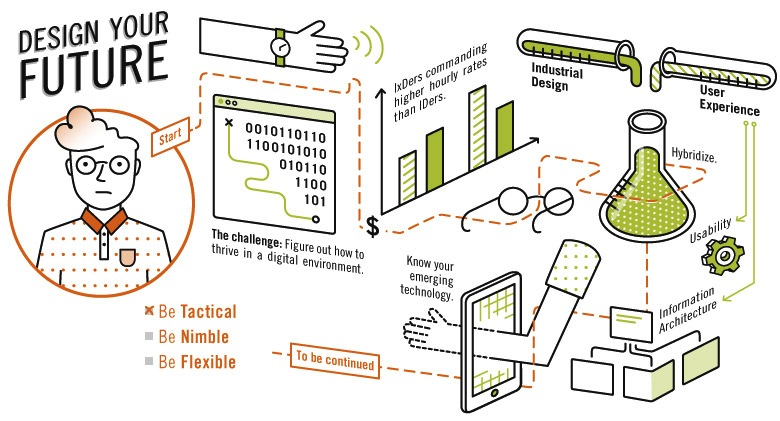 DESIGN YOUR
FUTURE
Start
0010110110
1100101010
010110
1100
101
The challenge: Figure out how to
thrive in a digital environment.
$
IxDers commanding
higher hourly rates
than IDers.
Industrial
Design
User
Experience
Hybridize.
Usability
Information
Architecture
Know your
emerging
technology.
Be Tactical
Be Nimble
Be Flexible
To be continued